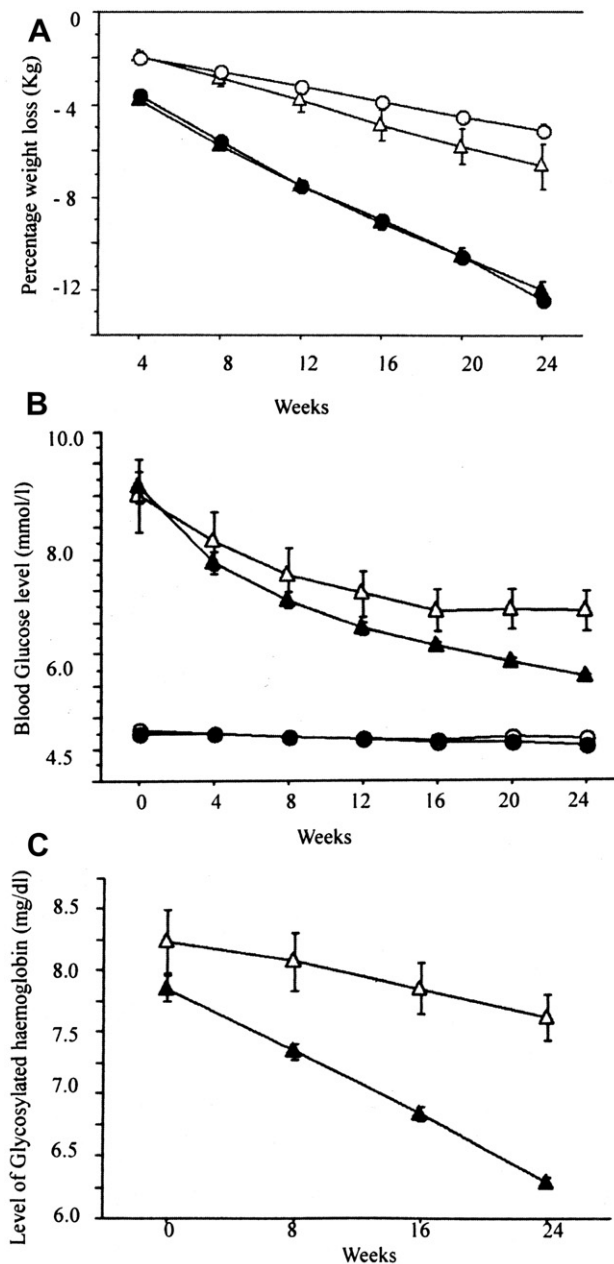 A
Percentage weight loss (Kg)
0
- 4
- 8
- 12
4 8 12 16 20 24
Weeks
B
Blood Glucose level (mmol/l)
10.0
8.0
6.0
4.5
0 4 8 12 16 20 24
Weeks
C
Level of Glycosylated haemoglobin (mg/dl)
8.5
8.0
7.5
7.0
6.5
6.0
0 8 16 24
Weeks